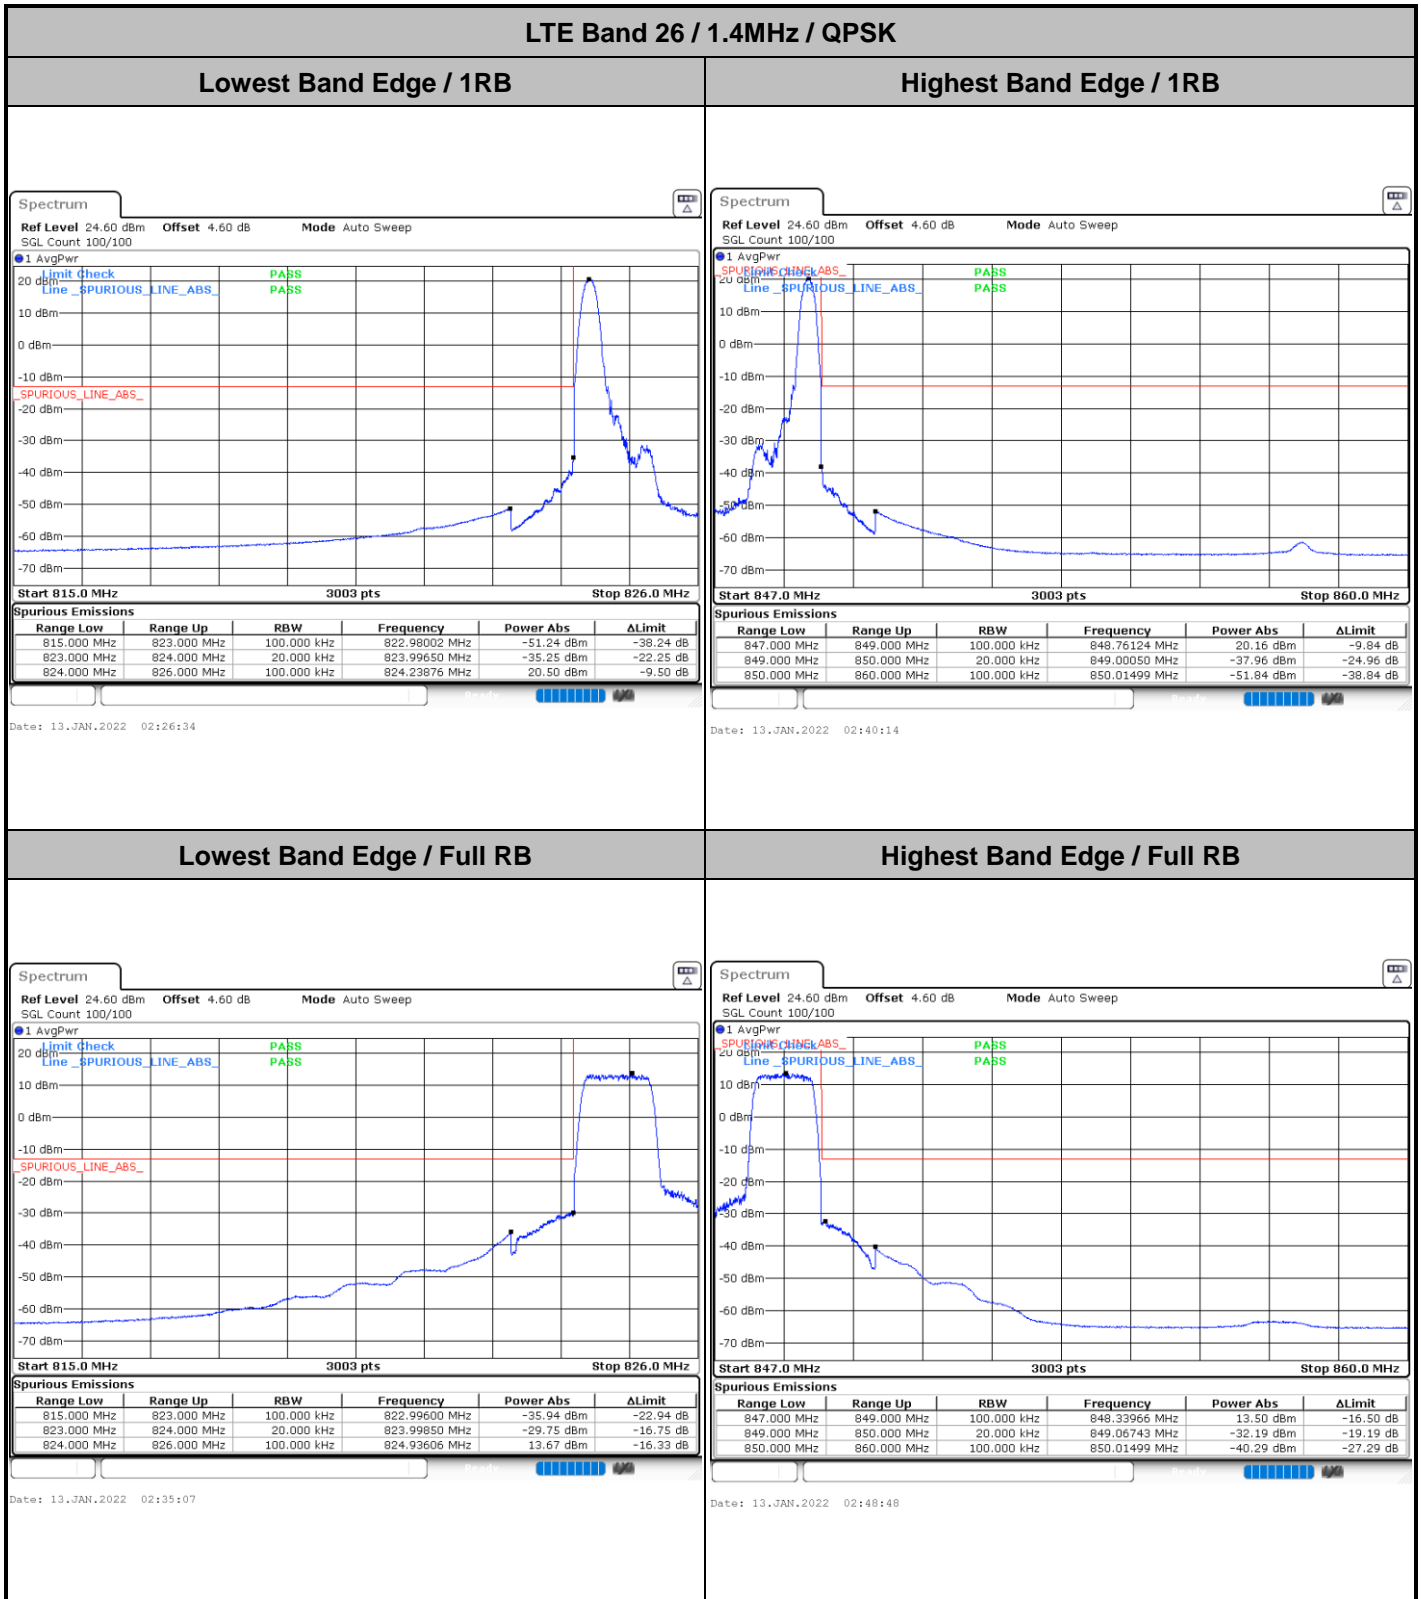 LTE Band 26 / 1.4MHz / QPSK
Lowest Band Edge / 1RB
Highest Band Edge / 1RB
Spectrum
Ref Level 24.60 dBm Offset 4.60 dB Mode Auto Sweep
SGL Count 100/100
1 AvgPwr
Limit Check PASS
20 dBm
Line _SPURIOUS_LINE_ABS_ PASS
10 dBm
0 dBm
-10 dBm
_SPURIOUS_LINE_ABS_
-20 dBm
-30 dBm
-40 dBm
-50 dBm
-60 dBm
-70 dBm
Start 815.0 MHz 3003 pts Stop 826.0 MHz
Spurious Emissions
Range Low Range Up RBW Frequency Power Abs ΔLimit
815.000 MHz 823.000 MHz 100.000 kHz 822.98002 MHz -51.24 dBm -38.24 dB
823.000 MHz 824.000 MHz 20.000 kHz 823.99650 MHz -35.25 dBm -22.25 dB
824.000 MHz 826.000 MHz 100.000 kHz 824.23876 MHz 20.50 dBm -9.50 dB
Ready
Date: 13.JAN.2022 02:26:34
Spectrum
Ref Level 24.60 dBm Offset 4.60 dB Mode Auto Sweep
SGL Count 100/100
1 AvgPwr
_SPURIOUS_LINE_ABS_
Limit Check PASS
20 dBm
Line _SPURIOUS_LINE_ABS_ PASS
10 dBm
0 dBm
-10 dBm
-20 dBm
-30 dBm
-40 dBm
-50 dBm
-60 dBm
-70 dBm
Start 847.0 MHz 3003 pts Stop 860.0 MHz
Spurious Emissions
Range Low Range Up RBW Frequency Power Abs ΔLimit
847.000 MHz 849.000 MHz 100.000 kHz 848.76124 MHz 20.16 dBm -9.84 dB
849.000 MHz 850.000 MHz 20.000 kHz 849.00050 MHz -37.96 dBm -24.96 dB
850.000 MHz 860.000 MHz 100.000 kHz 850.01499 MHz -51.84 dBm -38.84 dB
Ready
Date: 13.JAN.2022 02:40:14
Lowest Band Edge / Full RB
Highest Band Edge / Full RB
Spectrum
Ref Level 24.60 dBm Offset 4.60 dB Mode Auto Sweep
SGL Count 100/100
1 AvgPwr
Limit Check PASS
20 dBm
Line _SPURIOUS_LINE_ABS_ PASS
10 dBm
0 dBm
-10 dBm
_SPURIOUS_LINE_ABS_
-20 dBm
-30 dBm
-40 dBm
-50 dBm
-60 dBm
-70 dBm
Start 815.0 MHz 3003 pts Stop 826.0 MHz
Spurious Emissions
Range Low Range Up RBW Frequency Power Abs ΔLimit
815.000 MHz 823.000 MHz 100.000 kHz 822.99600 MHz -35.94 dBm -22.94 dB
823.000 MHz 824.000 MHz 20.000 kHz 823.99850 MHz -29.75 dBm -16.75 dB
824.000 MHz 826.000 MHz 100.000 kHz 824.93606 MHz 13.67 dBm -16.33 dB
Ready
Date: 13.JAN.2022 02:35:07
Spectrum
Ref Level 24.60 dBm Offset 4.60 dB Mode Auto Sweep
SGL Count 100/100
1 AvgPwr
_SPURIOUS_LINE_ABS_
Limit Check PASS
20 dBm
Line _SPURIOUS_LINE_ABS_ PASS
10 dBm
0 dBm
-10 dBm
-20 dBm
-30 dBm
-40 dBm
-50 dBm
-60 dBm
-70 dBm
Start 847.0 MHz 3003 pts Stop 860.0 MHz
Spurious Emissions
Range Low Range Up RBW Frequency Power Abs ΔLimit
847.000 MHz 849.000 MHz 100.000 kHz 848.33966 MHz 13.50 dBm -16.50 dB
849.000 MHz 850.000 MHz 20.000 kHz 849.06743 MHz -32.19 dBm -19.19 dB
850.000 MHz 860.000 MHz 100.000 kHz 850.01499 MHz -40.29 dBm -27.29 dB
Ready
Date: 13.JAN.2022 02:48:48